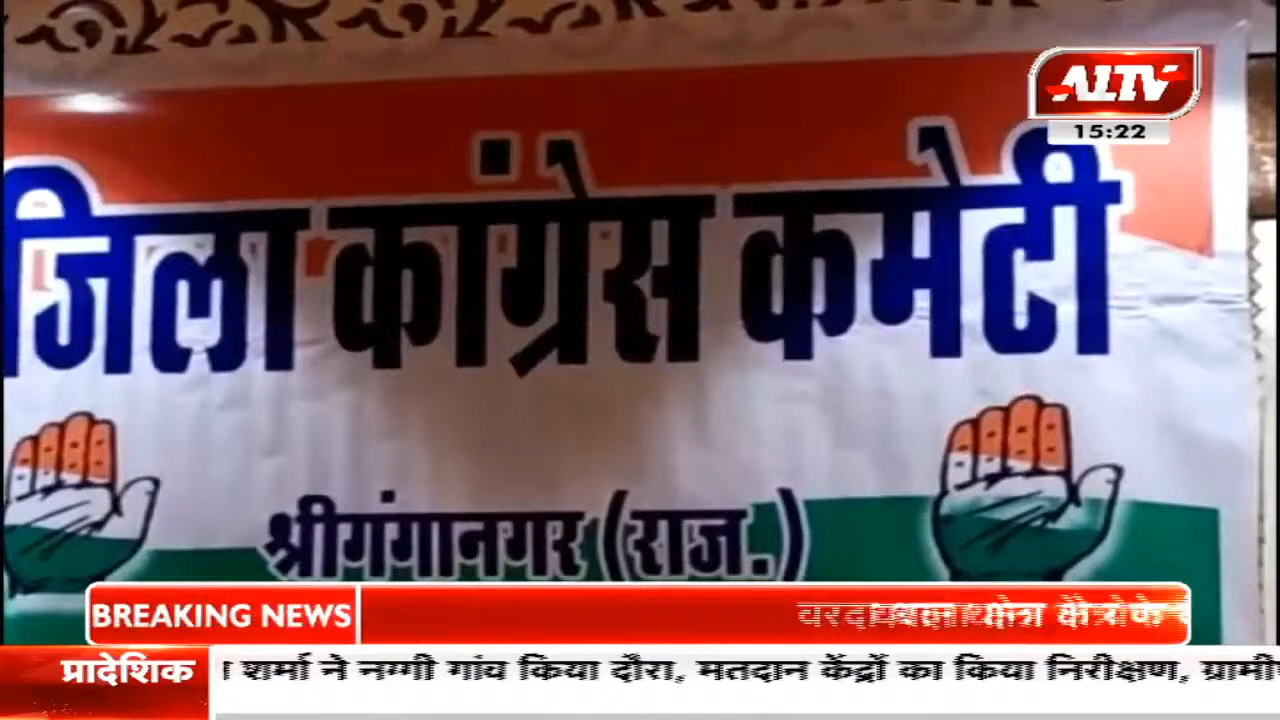 ALTV
15:22
जिला कांग्रेस कमेटी
श्रीगंगानगर (राज.)
BREAKING NEWS
प्रादेशिक
शर्मा ने नग्गी गांव किया दौरा, मतदान केंद्रों का किया निरीक्षण,